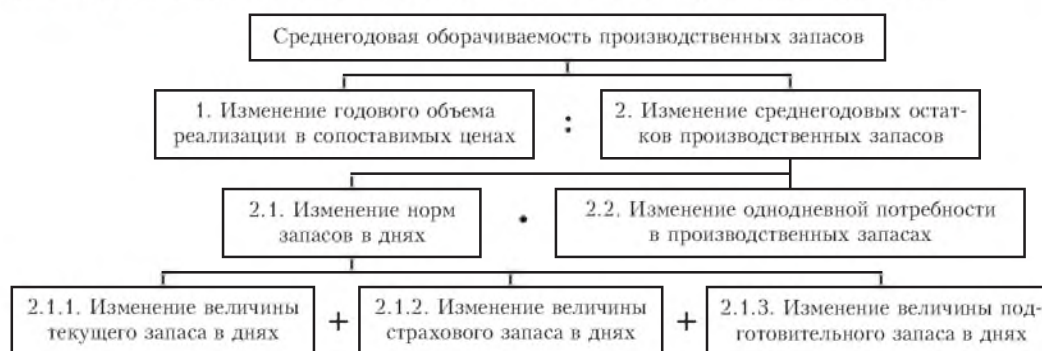 Среднегодовая оборачиваемость производственных запасов
1. Изменение годового объема
реализации в сопоставимых ценах
:
2. Изменение среднегодовых остат-
ков производственных запасов
2.1. Изменение норм
запасов в днях
•
2.2. Изменение однодневной потребности
в производственных запасах
2.1.1. Изменение величины
текущего запаса в днях
+
2.1.2. Изменение величины
страхового запаса в днях
+
2.1.3. Изменение величины под-
готовительного запаса в днях